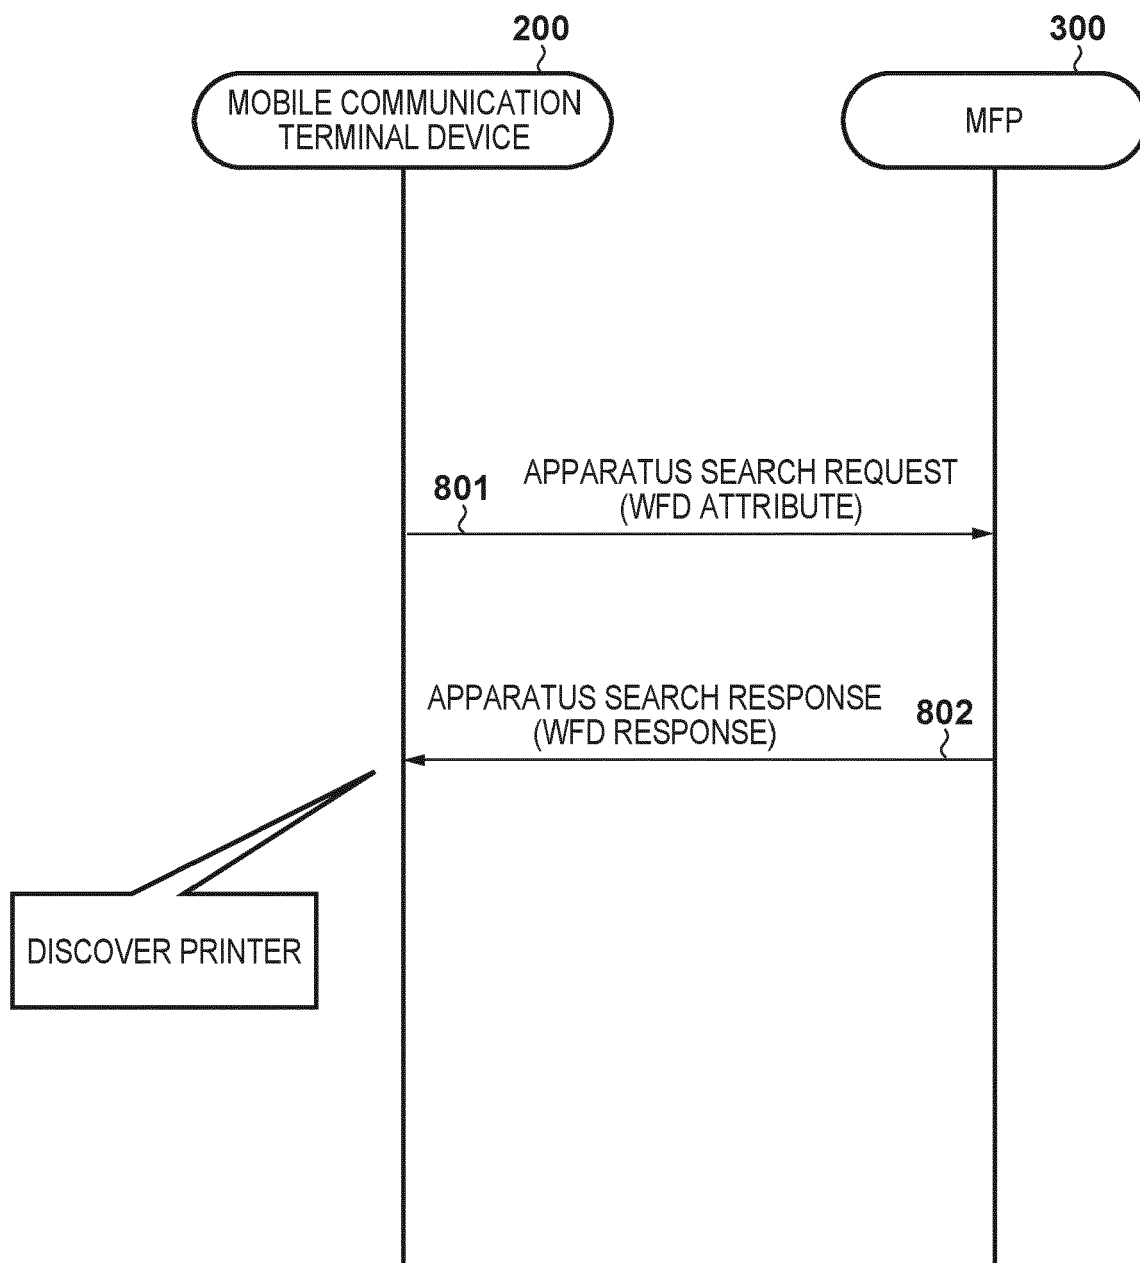 200
300
MOBILE COMMUNICATION
TERMINAL DEVICE
MFP
801
APPARATUS SEARCH REQUEST
(WFD ATTRIBUTE)
APPARATUS SEARCH RESPONSE
(WFD RESPONSE)
802
DISCOVER PRINTER